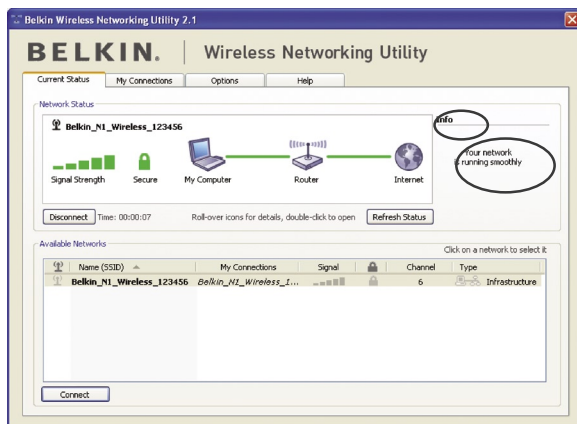 Belkin Wireless Networking Utility 2.1
BELKIN. Wireless Networking Utility
Current Status My Connections Options Help
Network Status
Belkin_N1_Wireless_123456
Info
Your network
is running smoothly
Signal Strength Secure My Computer Router Internet
Disconnect Time: 00:00:07 Roll-over icons for details, double-click to open Refresh Status
Available Networks
Click on a network to select it
Name (SSID) My Connections Signal Channel Type
Belkin_N1_Wireless_123456 Belkin_N1_Wireless_1... 6 Infrastructure
Connect